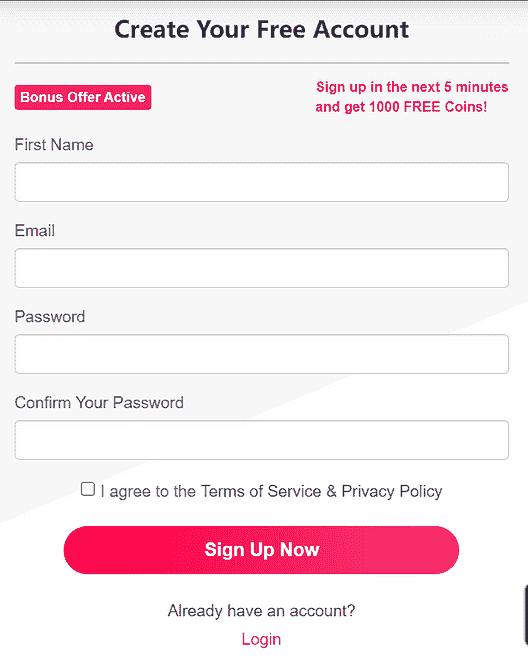 Create Your Free Account
Bonus Offer Active
Sign up in the next 5 minutes
and get 1000 FREE Coins!
First Name
Email
Password
Confirm Your Password
I agree to the Terms of Service & Privacy Policy
Sign Up Now
Already have an account?
Login